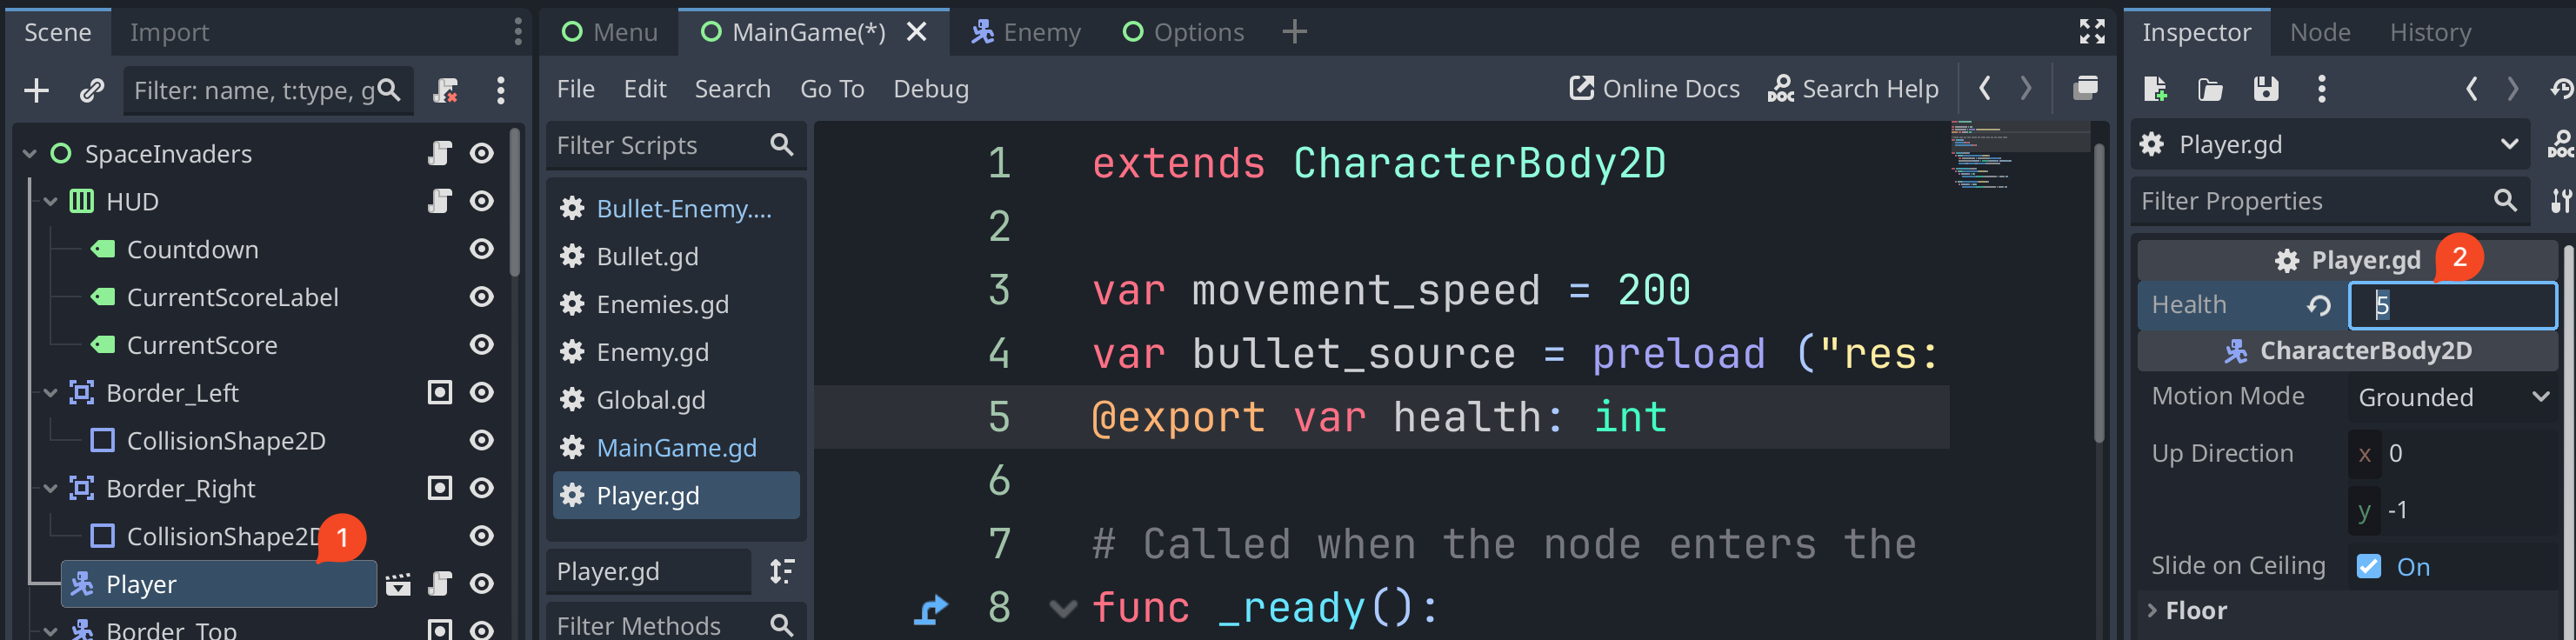 Scene Import
Filter: name, t:type, g
SpaceInvaders
HUD
Countdown
CurrentScoreLabel
CurrentScore
Border_Left
CollisionShape2D
Border_Right
CollisionShape2D
1
Player
Border_Top
Menu MainGame(*) Enemy Options
File Edit Search Go To Debug Online Docs Search Help
Filter Scripts
Bullet-Enemy....
Bullet.gd
Enemies.gd
Enemy.gd
Global.gd
MainGame.gd
Player.gd
Player.gd
Filter Methods
1 extends CharacterBody2D
2
3 var movement_speed = 200
4 var bullet_source = preload ("res:
5 @export var health: int
6
7 # Called when the node enters the
8 func _ready():
Inspector Node History
Player.gd
DOC
Filter Properties
Player.gd 2
Health 5
CharacterBody2D
Motion Mode Grounded
Up Direction x 0
y -1
Slide on Ceiling On
Floor